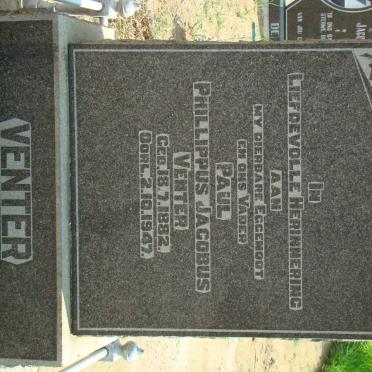 IN
LIEFDEVOLLE HERINNERING
AAN
MY DIERBARE EGGENOOT
EN ONS VADER
PAUL
PHILLIPPUS JACOBUS
VENTER
GEB. 18.7.1882.
OORL. 2.10.1947.
VENTER